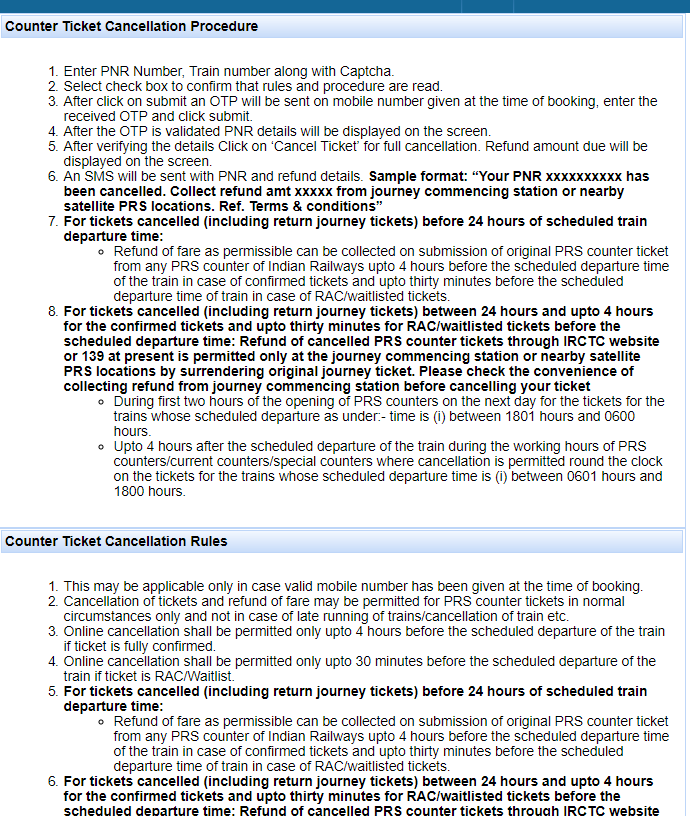 Counter Ticket Cancellation Procedure
1. Enter PNR Number, Train number along with Captcha.
2. Select check box to confirm that rules and procedure are read.
3. After click on submit an OTP will be sent on mobile number given at the time of booking, enter the
received OTP and click submit.
4. After the OTP is validated PNR details will be displayed on the screen.
5. After verifying the details Click on ‘Cancel Ticket’ for full cancellation. Refund amount due will be
displayed on the screen.
6. An SMS will be sent with PNR and refund details. Sample format: “Your PNR xxxxxxxxxx has
been cancelled. Collect refund amt xxxxx from journey commencing station or nearby
satellite PRS locations. Ref. Terms & conditions”
7. For tickets cancelled (including return journey tickets) before 24 hours of scheduled train
departure time:
Refund of fare as permissible can be collected on submission of original PRS counter ticket
from any PRS counter of Indian Railways upto 4 hours before the scheduled departure time
of the train in case of confirmed tickets and upto thirty minutes before the scheduled
departure time of train in case of RAC/waitlisted tickets.
8. For tickets cancelled (including return journey tickets) between 24 hours and upto 4 hours
for the confirmed tickets and upto thirty minutes for RAC/waitlisted tickets before the
scheduled departure time: Refund of cancelled PRS counter tickets through IRCTC website
or 139 at present is permitted only at the journey commencing station or nearby satellite
PRS locations by surrendering original journey ticket. Please check the convenience of
collecting refund from journey commencing station before cancelling your ticket
During first two hours of the opening of PRS counters on the next day for the tickets for the
trains whose scheduled departure as under:- time is (i) between 1801 hours and 0600
hours.
Upto 4 hours after the scheduled departure of the train during the working hours of PRS
counters/current counters/special counters where cancellation is permitted round the clock
on the tickets for the trains whose scheduled departure time is (i) between 0601 hours and
1800 hours.
Counter Ticket Cancellation Rules
1. This may be applicable only in case valid mobile number has been given at the time of booking.
2. Cancellation of tickets and refund of fare may be permitted for PRS counter tickets in normal
circumstances only and not in case of late running of trains/cancellation of train etc.
3. Online cancellation shall be permitted only upto 4 hours before the scheduled departure of the train
if ticket is fully confirmed.
4. Online cancellation shall be permitted only upto 30 minutes before the scheduled departure of the
train if ticket is RAC/Waitlist.
5. For tickets cancelled (including return journey tickets) before 24 hours of scheduled train
departure time:
Refund of fare as permissible can be collected on submission of original PRS counter ticket
from any PRS counter of Indian Railways upto 4 hours before the scheduled departure time
of the train in case of confirmed tickets and upto thirty minutes before the scheduled
departure time of train in case of RAC/waitlisted tickets.
6. For tickets cancelled (including return journey tickets) between 24 hours and upto 4 hours
for the confirmed tickets and upto thirty minutes for RAC/waitlisted tickets before the
scheduled departure time: Refund of cancelled PRS counter tickets through IRCTC website